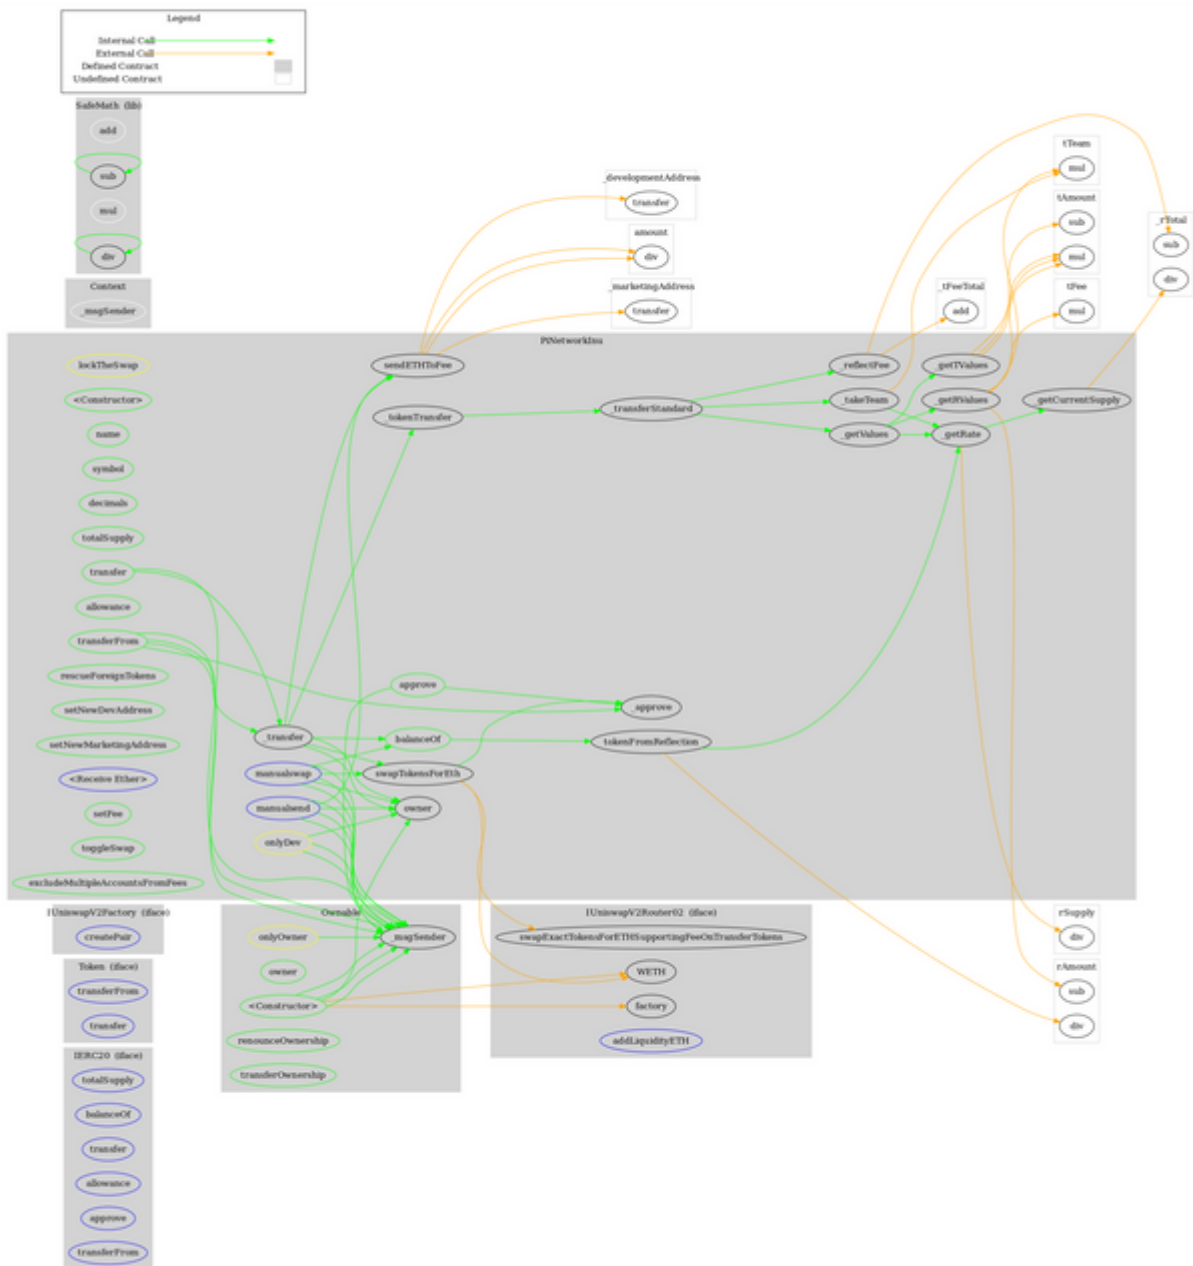 Legend
Internal Call
External Call
Defined Contract
Undefined Contract
SafeMath (lib)
add
sub
mul
div
Context
_msgSender
_developmentAddress
transfer
amount
div
_marketingAddress
transfer
_tFeeTotal
add
tTeam
mul
tAmount
sub
mul
tFee
mul
_rTotal
sub
div
PiNetworkInu
lockTheSwap
<Constructor>
name
symbol
decimals
totalSupply
transfer
allowance
transferFrom
rescueForeignTokens
setNewDevAddress
setNewMarketingAddress
<Receive Ether>
setFee
toggleSwap
excludeMultipleAccountsFromFees
_transfer
manualswap
manualsend
onlyDev
sendETHToFee
_tokenTransfer
approve
balanceOf
swapTokensForEth
owner
_transferStandard
_approve
tokenFromReflection
_reflectFee
_takeTeam
_getValues
_getTValues
_getRValues
_getRate
_getCurrentSupply
IUniswapV2Factory (iface)
createPair
Token (iface)
transferFrom
transfer
IERC20 (iface)
totalSupply
balanceOf
transfer
allowance
approve
transferFrom
Ownable
onlyOwner
owner
<Constructor>
renounceOwnership
transferOwnership
_msgSender
IUniswapV2Router02 (iface)
swapExactTokensForETHSupportingFeeOnTransferTokens
WETH
factory
addLiquidityETH
rSupply
div
rAmount
sub
div